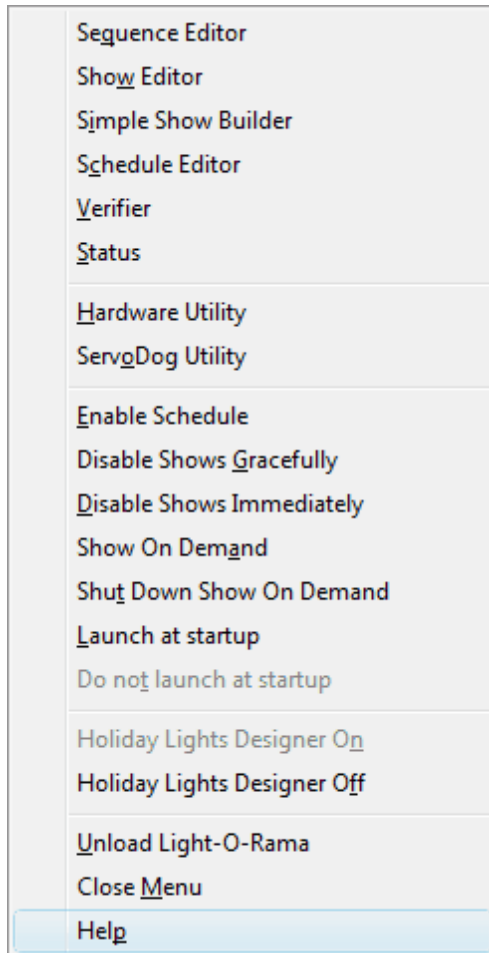 Sequence Editor
Show Editor
Simple Show Builder
Schedule Editor
Verifier
Status
Hardware Utility
ServoDog Utility
Enable Schedule
Disable Shows Gracefully
Disable Shows Immediately
Show On Demand
Shut Down Show On Demand
Launch at startup
Do not launch at startup
Holiday Lights Designer On
Holiday Lights Designer Off
Unload Light-O-Rama
Close Menu
Help